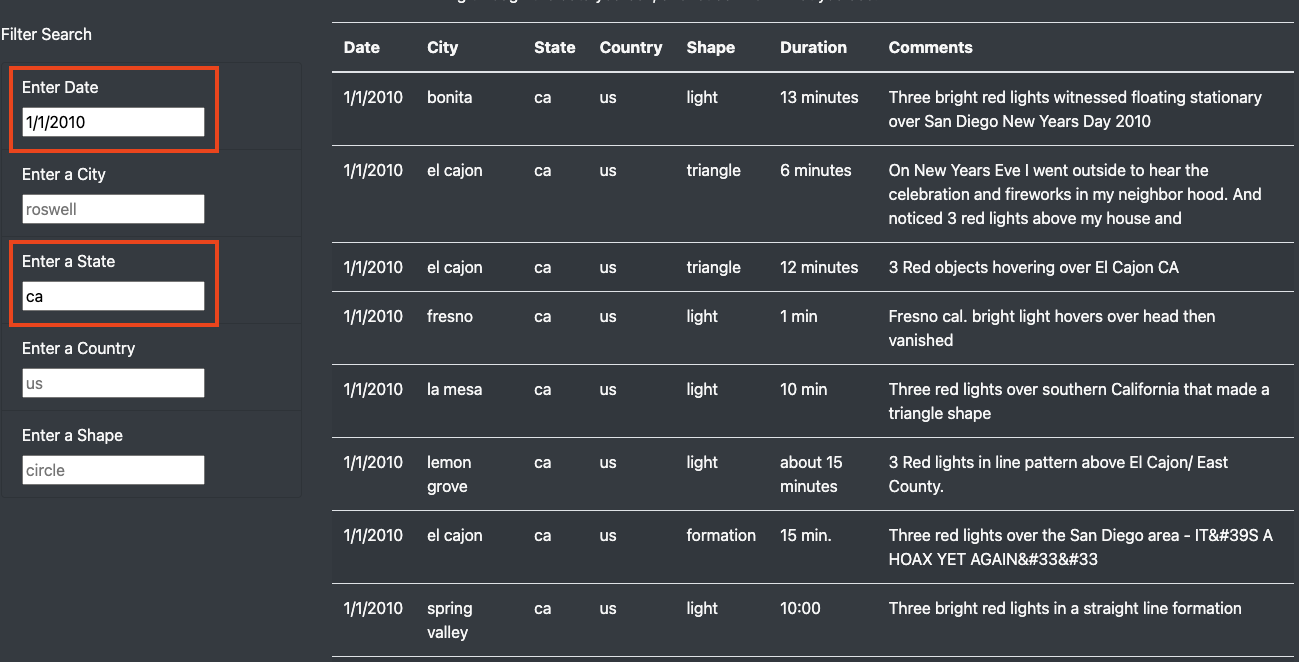 Filter Search
Enter Date
1/1/2010
Enter a City
roswell
Enter a State
ca
Enter a Country
us
Enter a Shape
circle
Date City State Country Shape Duration Comments
1/1/2010 bonita ca us light 13 minutes Three bright red lights witnessed floating stationary
over San Diego New Years Day 2010
1/1/2010 el cajon ca us triangle 6 minutes On New Years Eve I went outside to hear the
celebration and fireworks in my neighbor hood. And
noticed 3 red lights above my house and
1/1/2010 el cajon ca us triangle 12 minutes 3 Red objects hovering over El Cajon CA
1/1/2010 fresno ca us light 1 min Fresno cal. bright light hovers over head then
vanished
1/1/2010 la mesa ca us light 10 min Three red lights over southern California that made a
triangle shape
1/1/2010 lemon ca us light about 15 3 Red lights in line pattern above El Cajon/ East
grove minutes County.
1/1/2010 el cajon ca us formation 15 min. Three red lights over the San Diego area - IT&#39S A
HOAX YET AGAIN&#33&#33
1/1/2010 spring ca us light 10:00 Three bright red lights in a straight line formation
valley